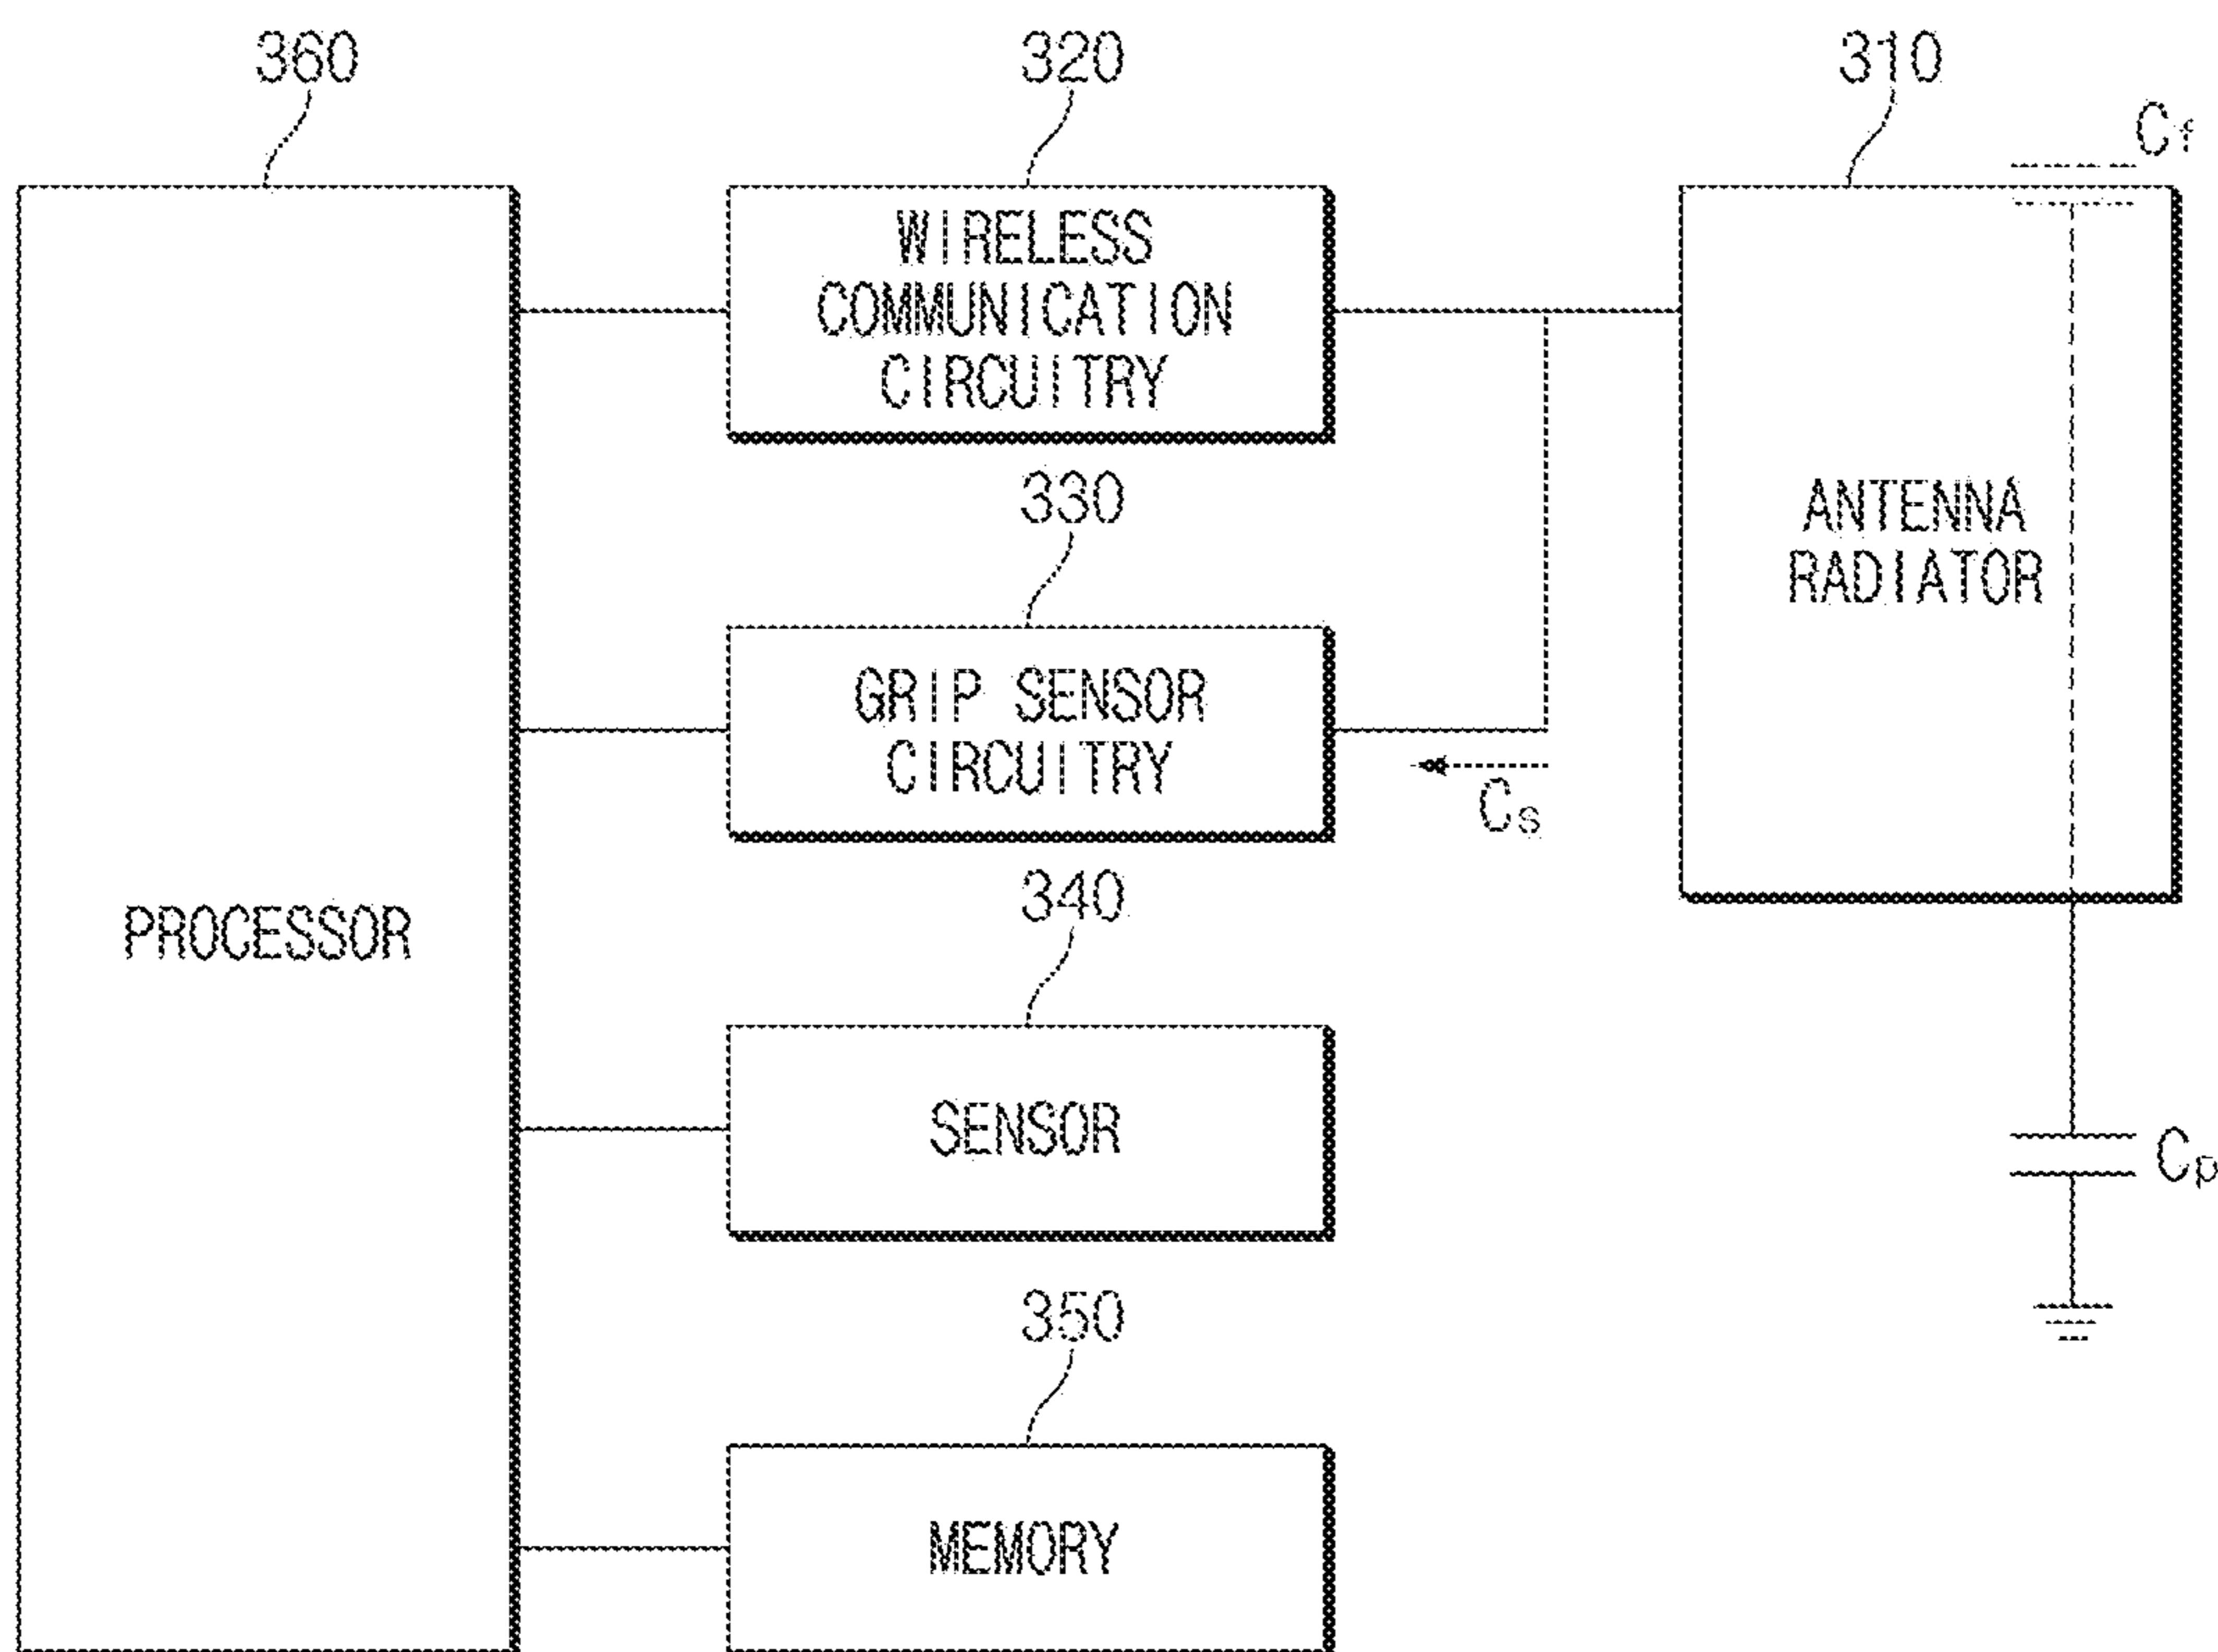 360
320
310
Cf
WIRELESS
COMMUNICATION
CIRCUITRY
330
ANTENNA
RADIATOR
GRIP SENSOR
CIRCUITRY
Cs
340
PROCESSOR
SENSOR
Cp
350
MEMORY